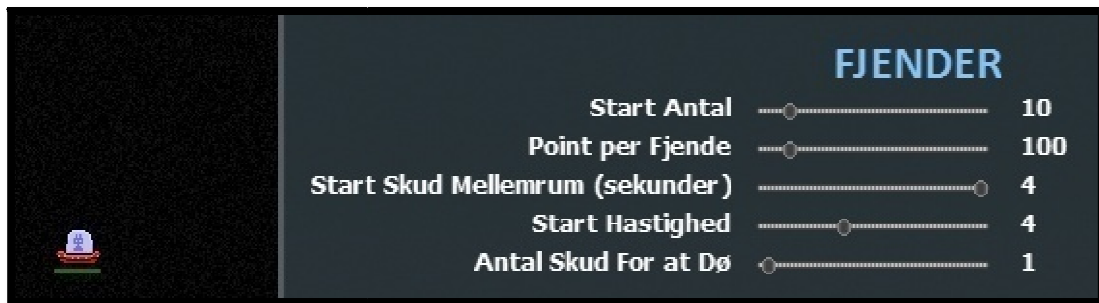 FJENDER
Start Antal 10
Point per Fjende 100
Start Skud Mellemrum (sekunder) 4
Start Hastighed 4
Antal Skud For at Dø 1